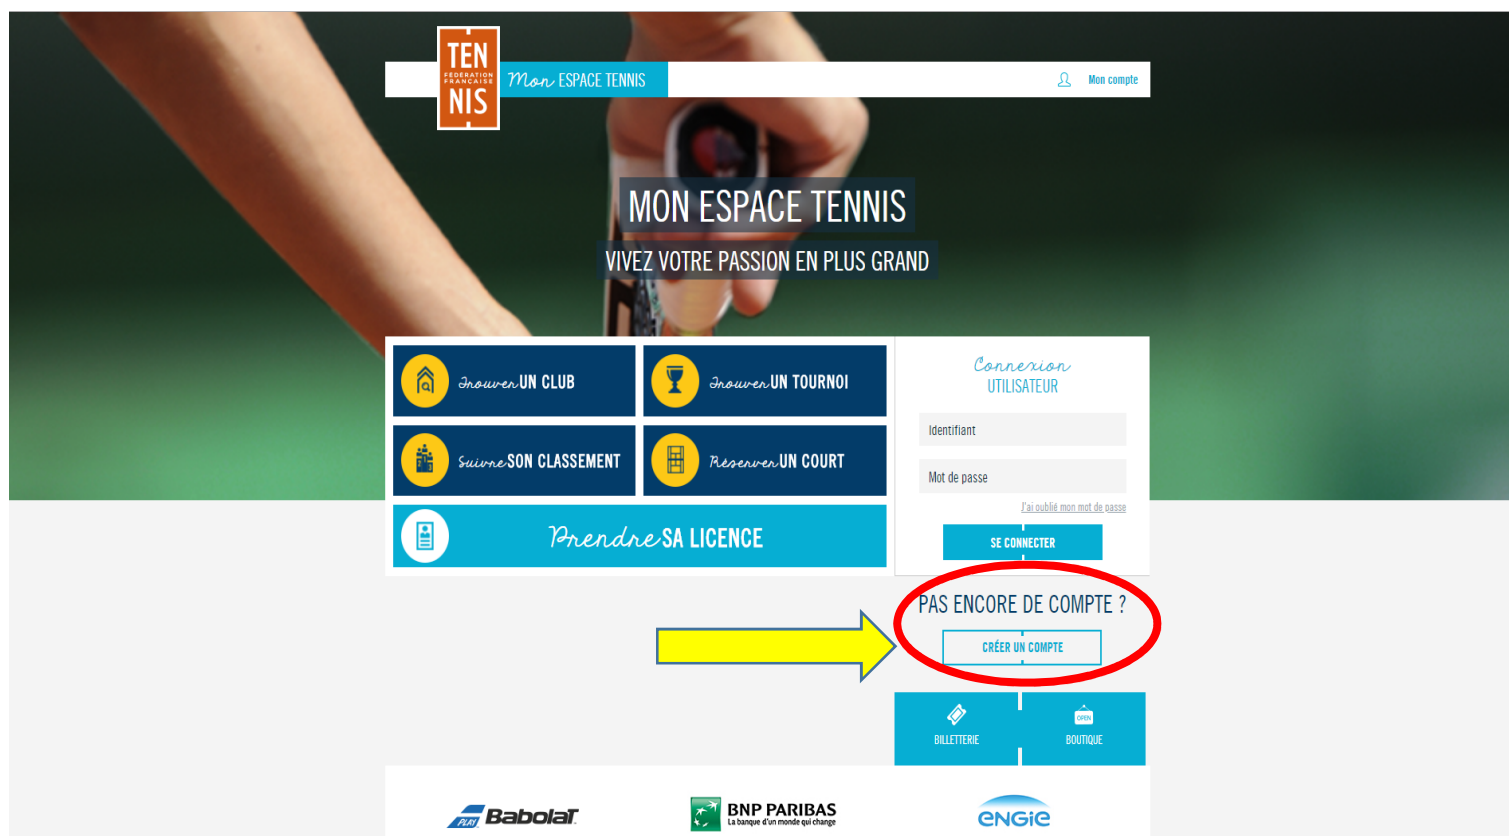 TEN
FEDERATION
FRANÇAISE
NIS
Mon ESPACE TENNIS
Mon compte
MON ESPACE TENNIS
VIVEZ VOTRE PASSION EN PLUS GRAND
Trouver UN CLUB
Trouver UN TOURNOI
Suivre SON CLASSEMENT
Réserver UN COURT
Prendre SA LICENCE
Connexion
UTILISATEUR
Identifiant
Mot de passe
J'ai oublié mon mot de passe
SE CONNECTER
PAS ENCORE DE COMPTE ?
CRÉER UN COMPTE
BILLETTERIE
OPEN
BOUTIQUE
PLAY Babolat
BNP PARIBAS
La banque d'un monde qui change
ENGIE